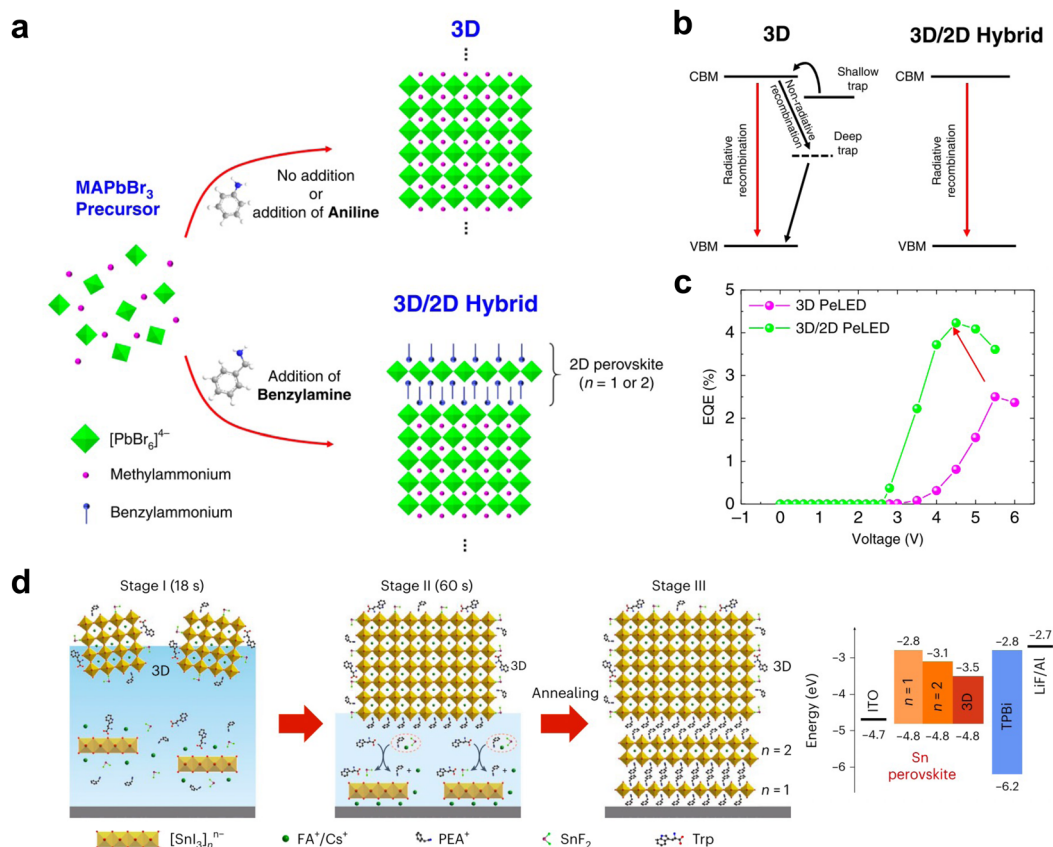 a
3D
No addition
or
addition of Aniline
MAPbBr3
Precursor
3D/2D Hybrid
2D perovskite
(n = 1 or 2)
Addition of
Benzylamine
[PbBr6]4–
Methylammonium
Benzylammonium
b
3D
3D/2D Hybrid
CBM
Shallow
trap
Non-radiative
recombination
Radiative
recombination
Deep
trap
VBM
CBM
Radiative
recombination
VBM
c
3D PeLED
3D/2D PeLED
EQE (%)
5
4
3
2
1
0
–1 0 1 2 3 4 5 6
Voltage (V)
d
Stage I (18 s)
3D
Stage II (60 s)
3D
Annealing
Stage III
3D
n = 2
n = 1
[SnI3]n n–
FA+/Cs+
PEA+
SnF2
Trp
Energy (eV)
–3
–4
–5
–6
ITO
–4.7
–2.8
n = 1
–4.8
–3.1
n = 2
–4.8
–3.5
3D
–4.8
Sn
perovskite
–2.8
TPBi
–6.2
–2.7
LiF/Al